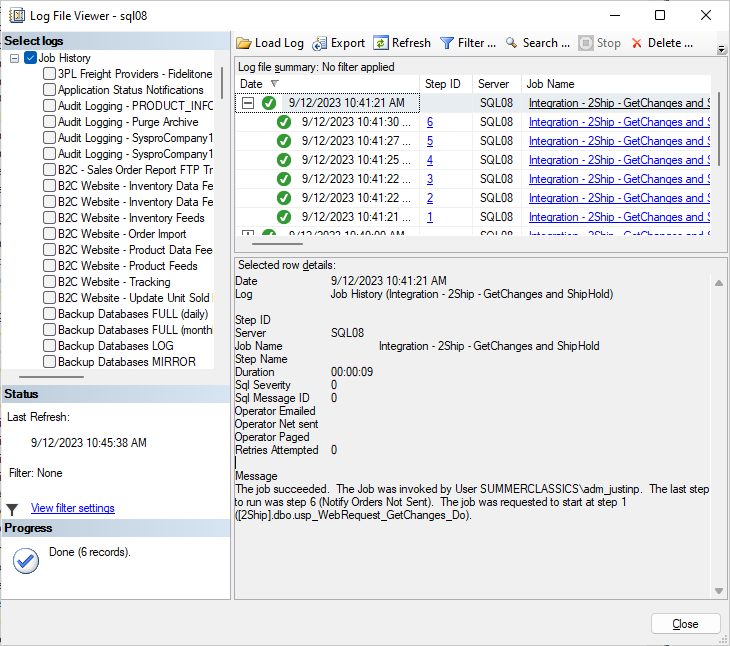 Log File Viewer - sql08
Select logs
Job History
3PL Freight Providers - Fidelitone
Application Status Notifications
Audit Logging - PRODUCT_INFO
Audit Logging - Purge Archive
Audit Logging - SysproCompany1
Audit Logging - SysproCompany1
B2C - Sales Order Report FTP Tr
B2C Website - Inventory Data Fe
B2C Website - Inventory Data Fe
B2C Website - Inventory Feeds
B2C Website - Order Import
B2C Website - Product Data Fee
B2C Website - Product Feeds
B2C Website - Tracking
B2C Website - Update Unit Sold
Backup Databases FULL (daily)
Backup Databases FULL (month
Backup Databases LOG
Backup Databases MIRROR
Status
Last Refresh:
9/12/2023 10:45:38 AM
Filter: None
View filter settings
Progress
Done (6 records).
Load Log Export Refresh Filter ... Search ... Stop Delete ...
Log file summary: No filter applied
Date Step ID Server Job Name
9/12/2023 10:41:21 AM SQL08 Integration - 2Ship - GetChanges and S
9/12/2023 10:41:30 ... 6 SQL08 Integration - 2Ship - GetChanges and S
9/12/2023 10:41:27 ... 5 SQL08 Integration - 2Ship - GetChanges and S
9/12/2023 10:41:25 ... 4 SQL08 Integration - 2Ship - GetChanges and S
9/12/2023 10:41:22 ... 3 SQL08 Integration - 2Ship - GetChanges and S
9/12/2023 10:41:22 ... 2 SQL08 Integration - 2Ship - GetChanges and S
9/12/2023 10:41:21 ... 1 SQL08 Integration - 2Ship - GetChanges and S
Selected row details:
Date 9/12/2023 10:41:21 AM
Log Job History (Integration - 2Ship - GetChanges and ShipHold)
Step ID
Server SQL08
Job Name Integration - 2Ship - GetChanges and ShipHold
Step Name
Duration 00:00:09
Sql Severity 0
Sql Message ID 0
Operator Emailed
Operator Net sent
Operator Paged
Retries Attempted 0
Message
The job succeeded. The Job was invoked by User SUMMERCLASSICS\adm_justinp. The last step
to run was step 6 (Notify Orders Not Sent). The job was requested to start at step 1
([2Ship].dbo.usp_WebRequest_GetChanges_Do).
Close